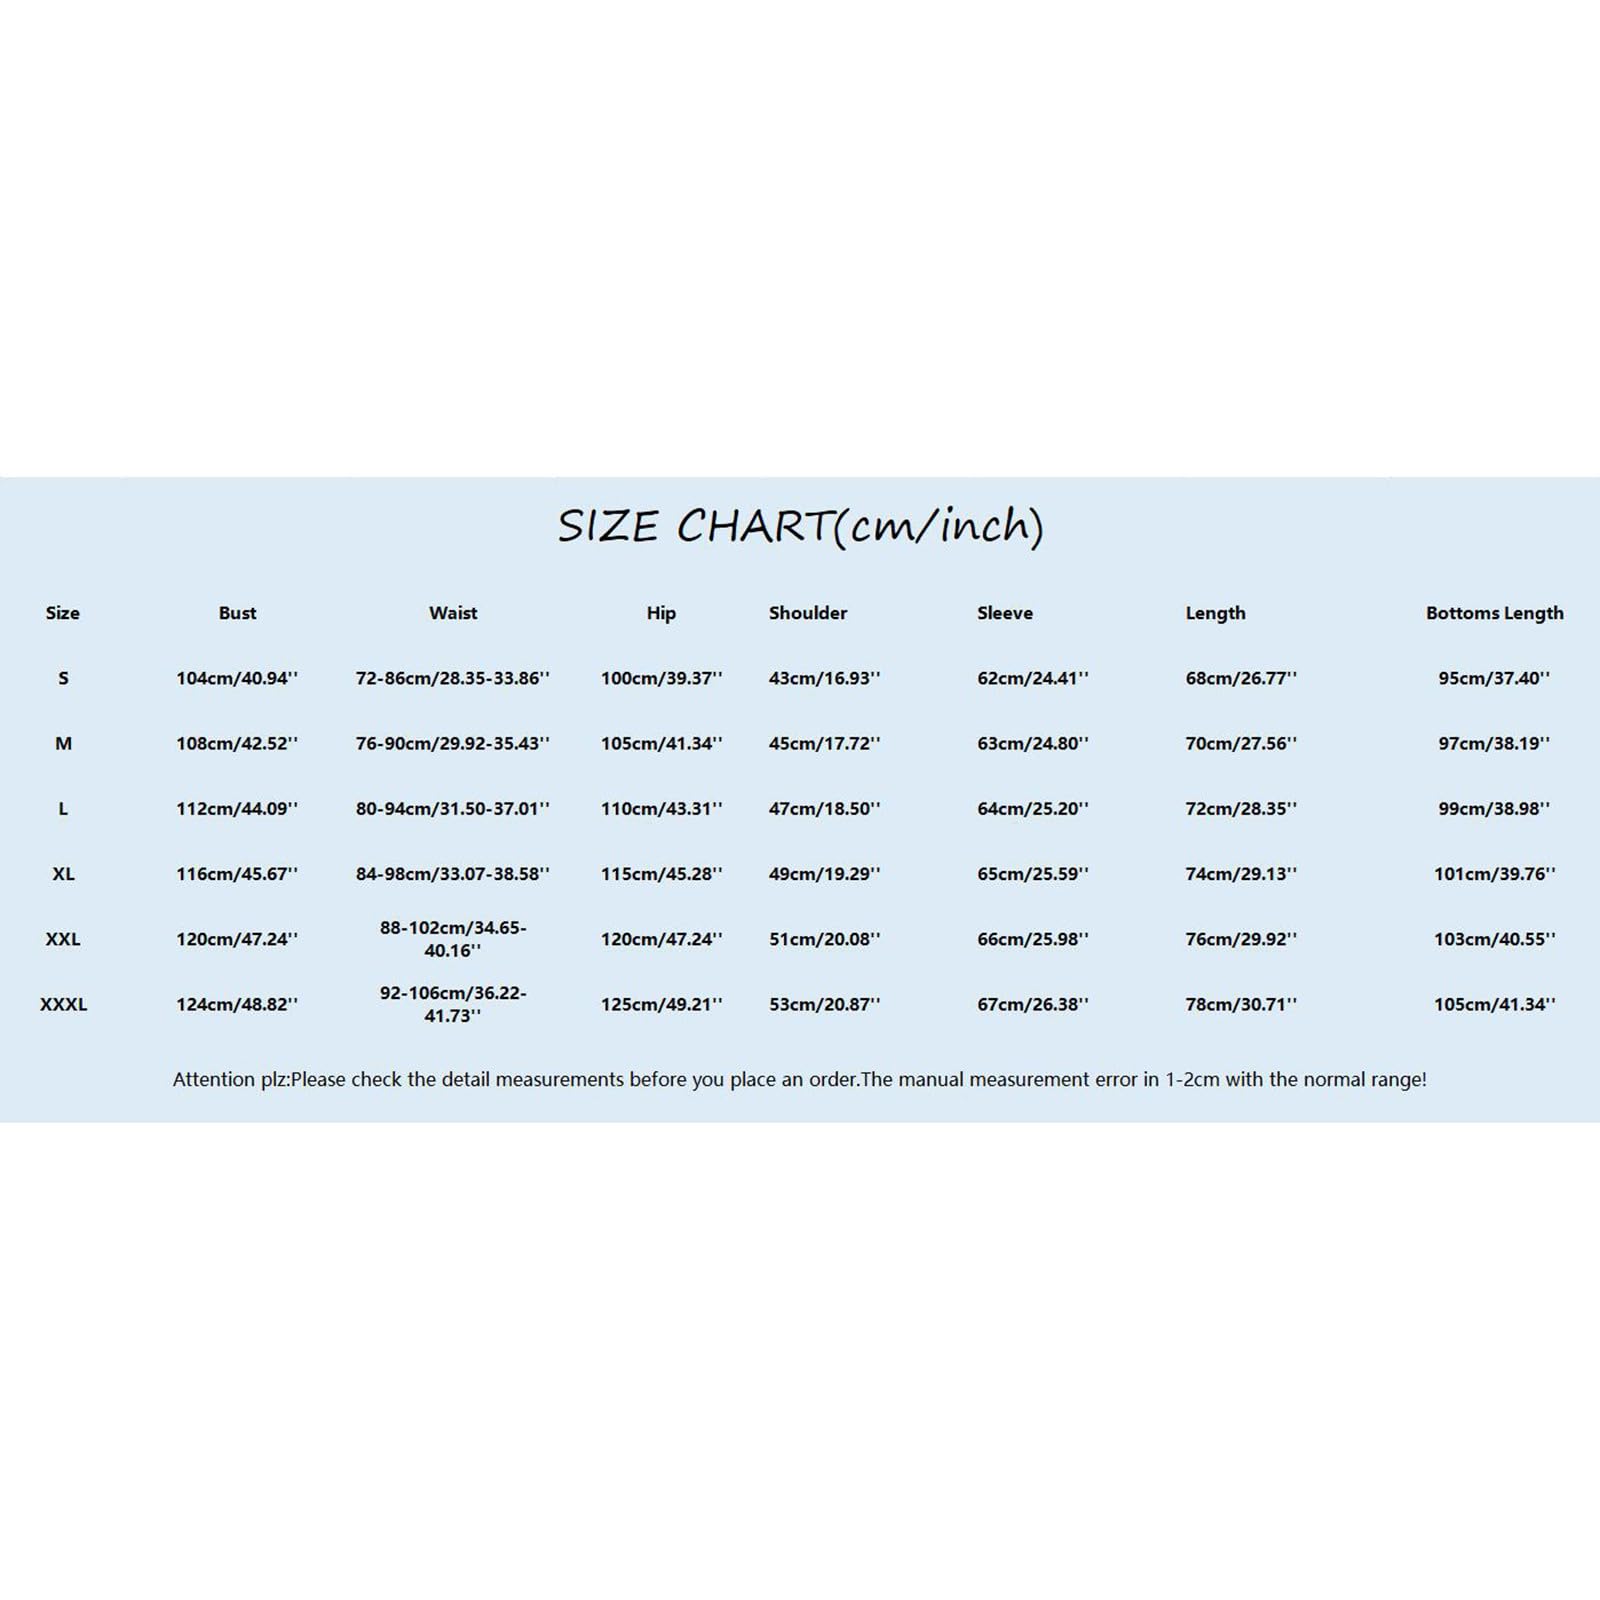 SIZE CHART(cm/inch)
Size Bust Waist Hip Shoulder Sleeve Length Bottoms Length
S 104cm/40.94'' 72-86cm/28.35-33.86'' 100cm/39.37'' 43cm/16.93'' 62cm/24.41'' 68cm/26.77'' 95cm/37.40''
M 108cm/42.52'' 76-90cm/29.92-35.43'' 105cm/41.34'' 45cm/17.72'' 63cm/24.80'' 70cm/27.56'' 97cm/38.19''
L 112cm/44.09'' 80-94cm/31.50-37.01'' 110cm/43.31'' 47cm/18.50'' 64cm/25.20'' 72cm/28.35'' 99cm/38.98''
XL 116cm/45.67'' 84-98cm/33.07-38.58'' 115cm/45.28'' 49cm/19.29'' 65cm/25.59'' 74cm/29.13'' 101cm/39.76''
XXL 120cm/47.24'' 88-102cm/34.65-
40.16'' 120cm/47.24'' 51cm/20.08'' 66cm/25.98'' 76cm/29.92'' 103cm/40.55''
XXXL 124cm/48.82'' 92-106cm/36.22-
41.73'' 125cm/49.21'' 53cm/20.87'' 67cm/26.38'' 78cm/30.71'' 105cm/41.34''
Attention plz:Please check the detail measurements before you place an order.The manual measurement error in 1-2cm with the normal range!